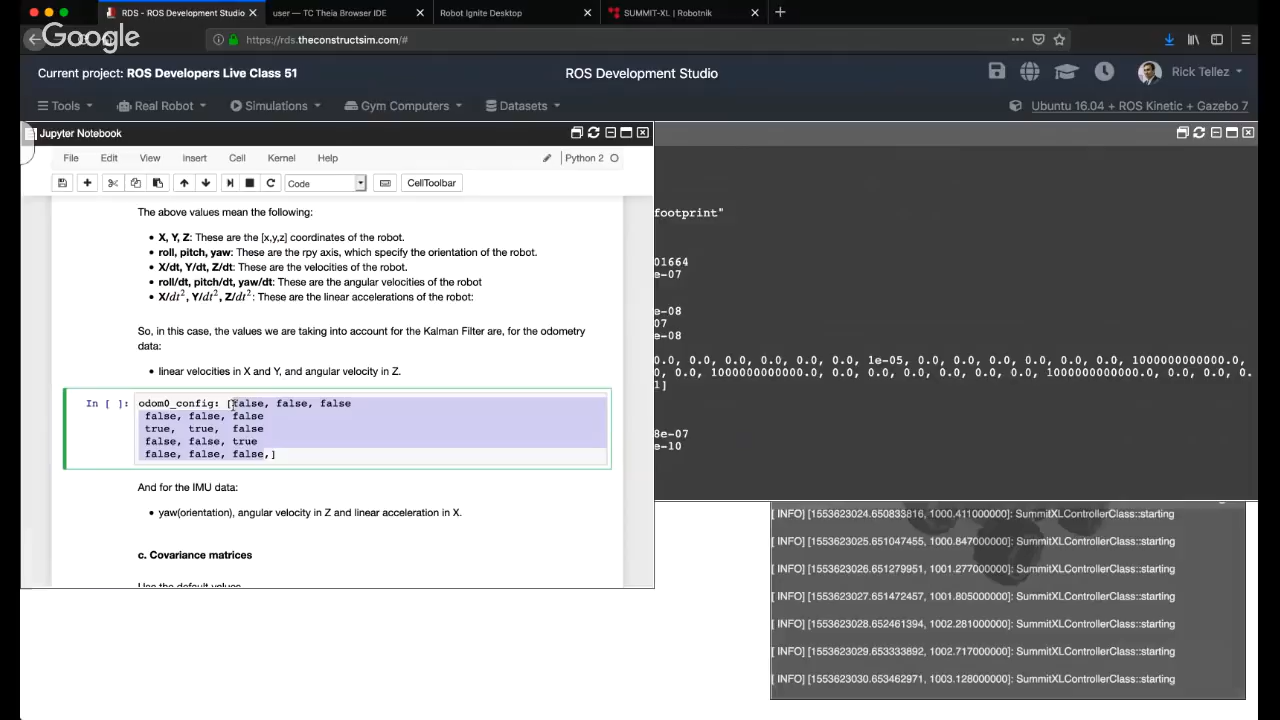 RDS - ROS Development Studio
user — TC Theia Browser IDE
Robot Ignite Desktop
SUMMIT-XL | Robotnik
Google
https://rds.theconstructsim.com/#
Current project: ROS Developers Live Class 51
ROS Development Studio
Rick Tellez
Tools
Real Robot
Simulations
Gym Computers
Datasets
Ubuntu 16.04 + ROS Kinetic + Gazebo 7
Jupyter Notebook
File Edit View Insert Cell Kernel Help
Python 2
Code
CellToolbar
The above values mean the following:
• X, Y, Z: These are the [x,y,z] coordinates of the robot.
• roll, pitch, yaw: These are the rpy axis, which specify the orientation of the robot.
• X/dt, Y/dt, Z/dt: These are the velocities of the robot.
• roll/dt, pitch/dt, yaw/dt: These are the angular velocities of the robot
• X/dt², Y/dt², Z/dt²: These are the linear accelerations of the robot:
So, in this case, the values we are taking into account for the Kalman Filter are, for the odometry
data:
• linear velocities in X and Y, and angular velocity in Z.
In [ ]: odom0_config: [false, false, false
false, false, false
true, true, false
false, false, true
false, false, false,]
And for the IMU data:
• yaw(orientation), angular velocity in Z and linear acceleration in X.
c. Covariance matrices
Use the default values
footprint"
01664
e-07
e-08
07
e-08
0.0, 0.0, 0.0, 0.0, 0.0, 0.0, 1e-05, 0.0, 0.0, 0.0, 0.0, 0.0, 0.0, 1000000000000.0,
0.0, 0.0, 1000000000000.0, 0.0, 0.0, 0.0, 0.0, 0.0, 0.0, 1000000000000.0, 0.0, 0.0, 0.
1]
8e-07
e-10
[ INFO] [1553623024.650833816, 1000.411000000]: SummitXLControllerClass::starting
[ INFO] [1553623025.651047455, 1000.847000000]: SummitXLControllerClass::starting
[ INFO] [1553623026.651279951, 1001.277000000]: SummitXLControllerClass::starting
[ INFO] [1553623027.651472457, 1001.805000000]: SummitXLControllerClass::starting
[ INFO] [1553623028.652461394, 1002.281000000]: SummitXLControllerClass::starting
[ INFO] [1553623029.653333892, 1002.717000000]: SummitXLControllerClass::starting
[ INFO] [1553623030.653462971, 1003.128000000]: SummitXLControllerClass::starting